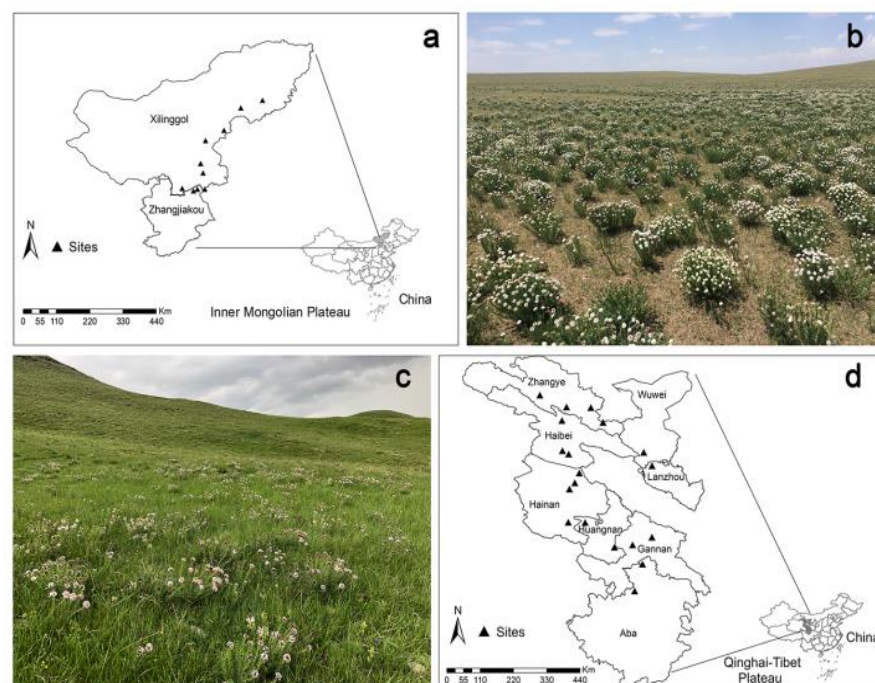 a
Xilinggol
Zhangjiakou
N
Sites
0 55 110 220 330 440
Km
Inner Mongolian Plateau
China
b
c
d
Zhangye
Wuwei
Haibei
Lanzhou
Hainan
Huangnan
Gannan
Aba
N
Sites
Km
0 55 110 220 330 440
Qinghai-Tibet
Plateau
China